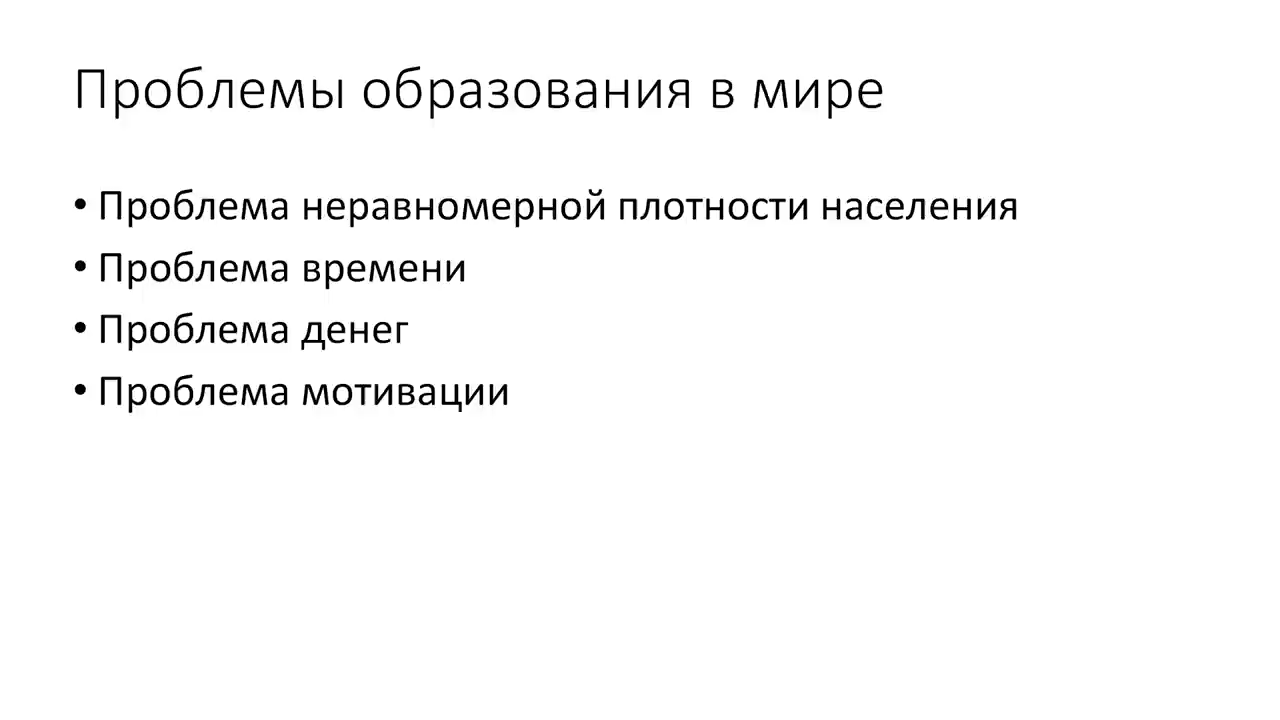 Проблемы образования в мире
• Проблема неравномерной плотности населения
• Проблема времени
• Проблема денег
• Проблема мотивации